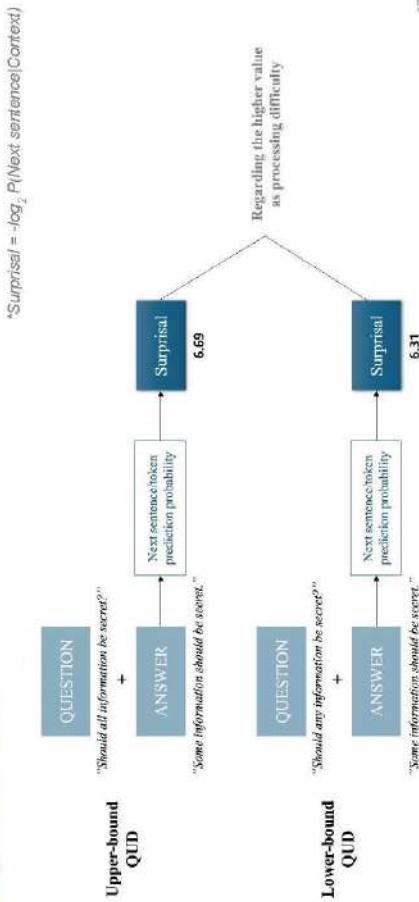 *Surprisal = -log₂ P(Next sentence|Context)
Upper-bound
QUD
QUESTION
"Should all information be secret?"
+
ANSWER
"Some information should be secret."
Next sentence/token
prediction probability
Surprisal
6.69
Lower-bound
QUD
QUESTION
"Should any information be secret?"
+
ANSWER
"Some information should be secret."
Next sentence/token
prediction probability
Surprisal
6.31
Regarding the higher value
as processing difficulty